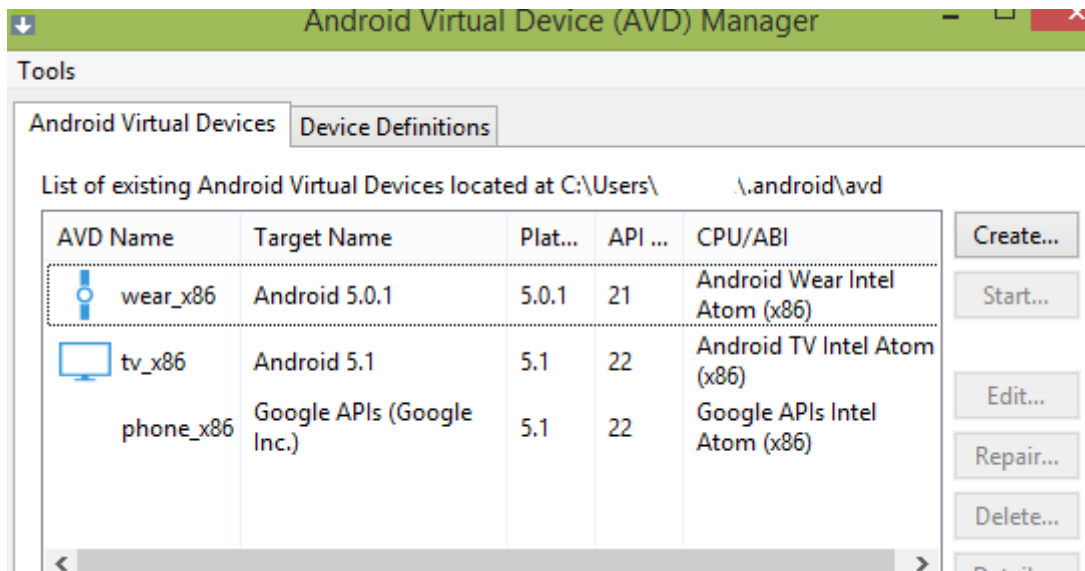 Android Virtual Device (AVD) Manager
Tools
Android Virtual Devices
Device Definitions
List of existing Android Virtual Devices located at C:\Users\ \.android\avd
AVD Name Target Name Plat... API ... CPU/ABI
wear_x86 Android 5.0.1 5.0.1 21 Android Wear Intel
Atom (x86)
tv_x86 Android 5.1 5.1 22 Android TV Intel Atom
(x86)
phone_x86 Google APIs (Google
Inc.) 5.1 22 Google APIs Intel
Atom (x86)
Create...
Start...
Edit...
Repair...
Delete...